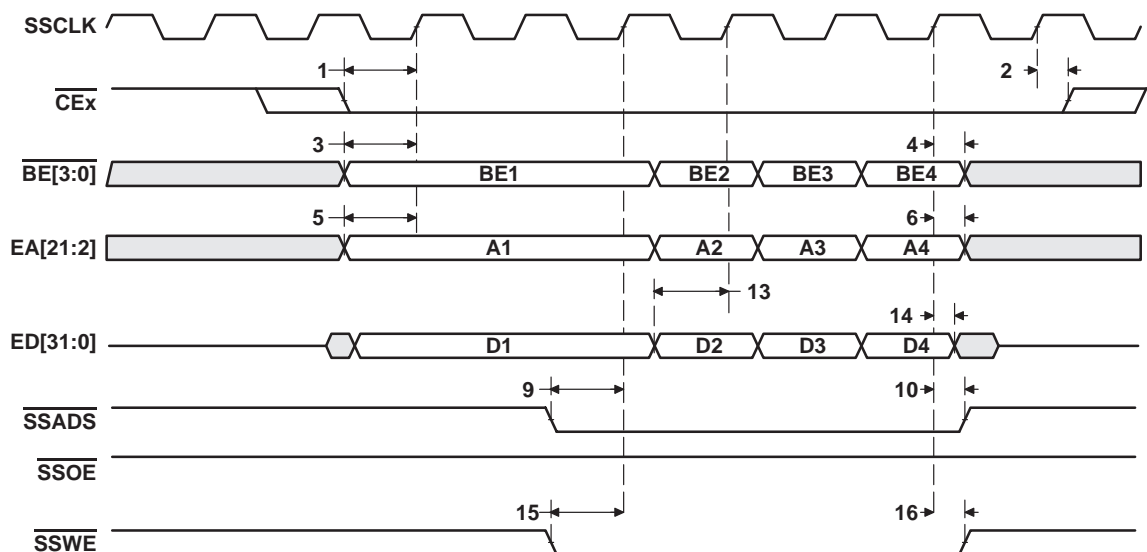 SSCLK
1
2
CEx
3
4
BE[3:0]
BE1
BE2
BE3
BE4
5
6
EA[21:2]
A1
A2
A3
A4
13
14
ED[31:0]
D1
D2
D3
D4
9
10
SSADS
SSOE
15
16
SSWE